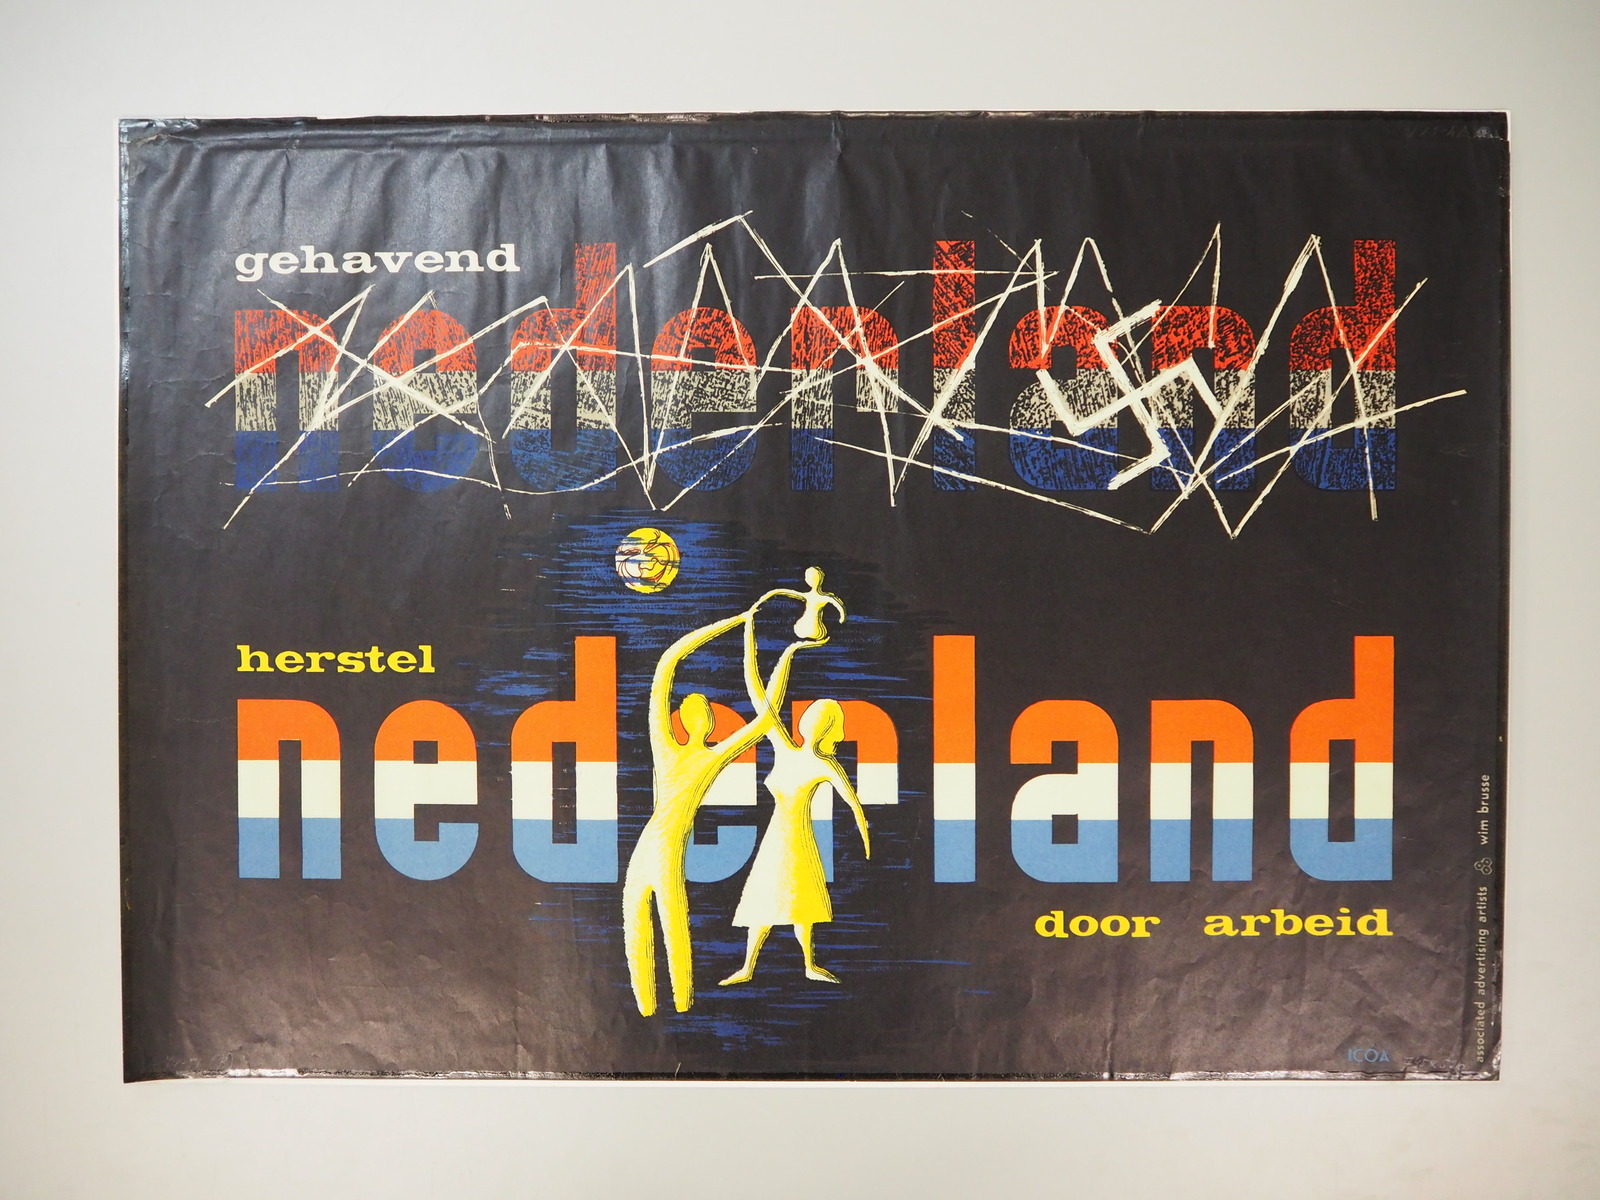 gehavend
nederland
herstel
nederland
door arbeid
associated advertising artists wim brusse
ICOA